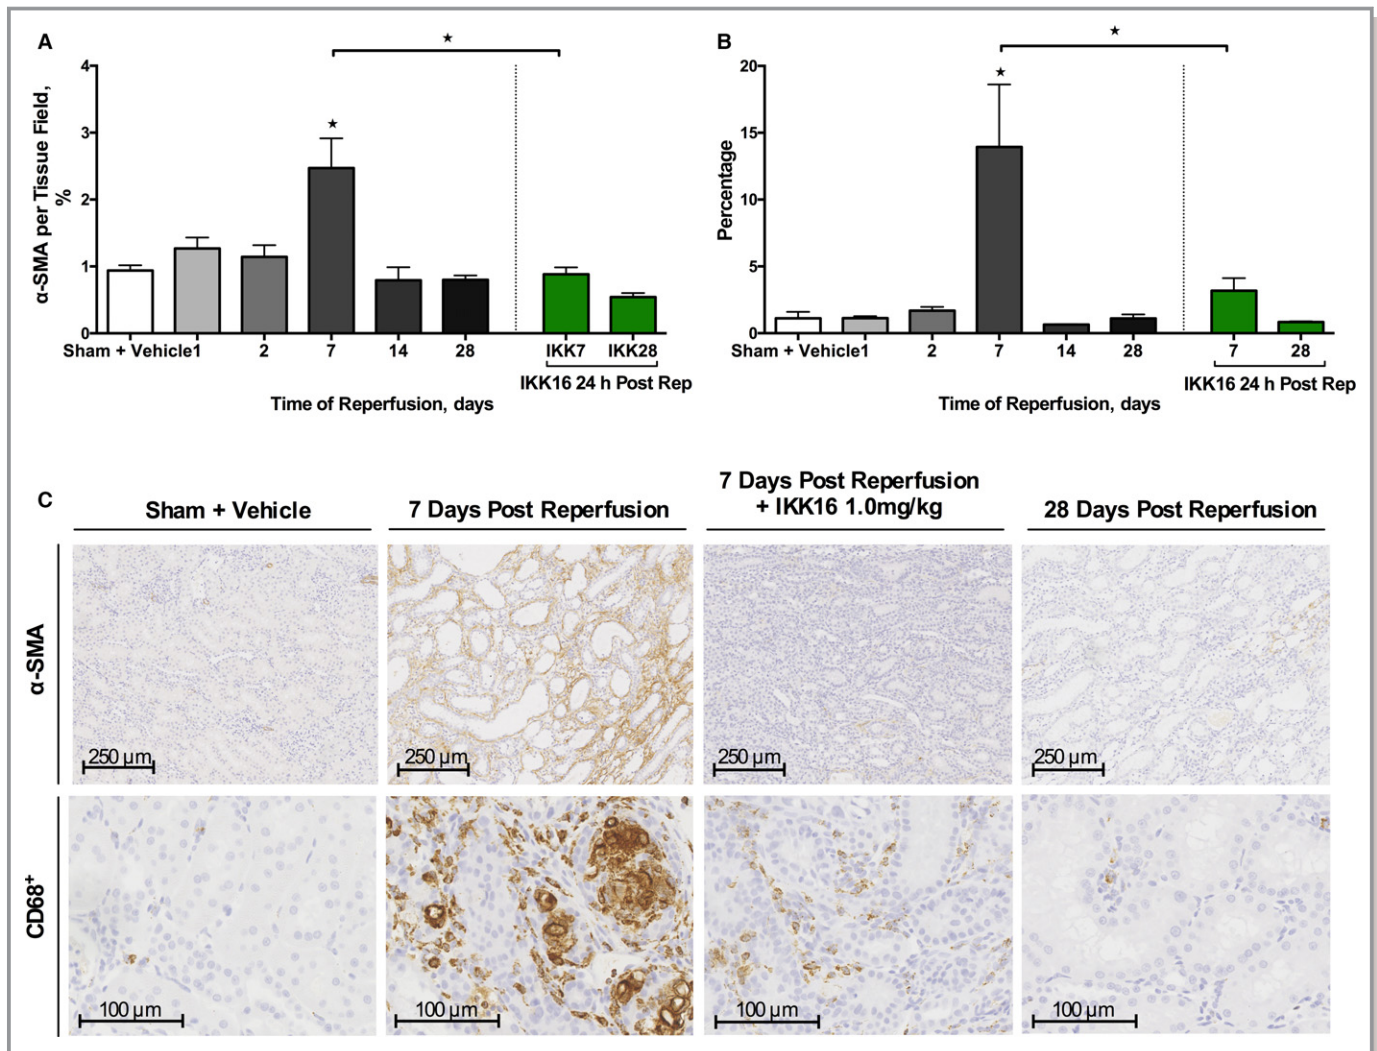 A
★
4
3
2
1
0
α-SMA per Tissue Field,
%
★
Sham + Vehicle1 2 7 14 28 IKK7 IKK28
IKK16 24 h Post Rep
Time of Reperfusion, days
B
★
20
15
10
5
0
Percentage
★
Sham + Vehicle1 2 7 14 28 7 28
IKK16 24 h Post Rep
Time of Reperfusion, days
C
Sham + Vehicle
7 Days Post Reperfusion
7 Days Post Reperfusion
+ IKK16 1.0mg/kg
28 Days Post Reperfusion
α-SMA
250 µm
250 µm
250 µm
250 µm
CD68+
100 µm
100 µm
100 µm
100 µm